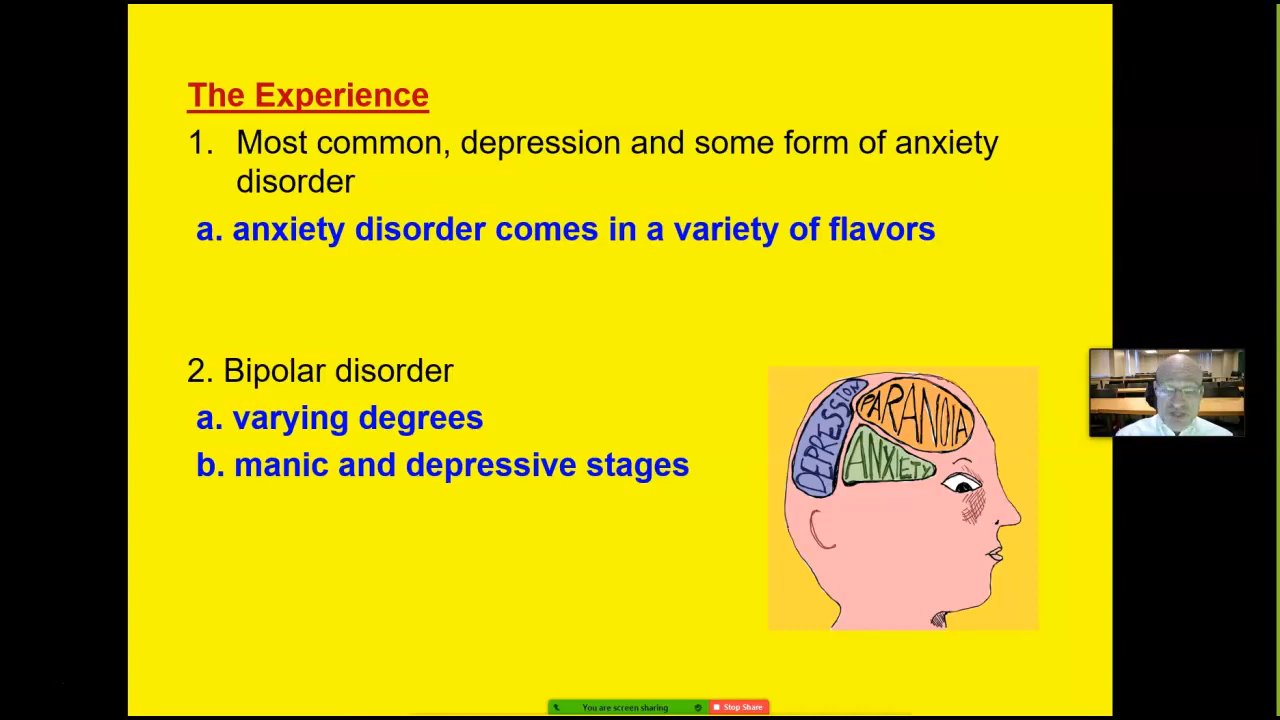 The Experience
1. Most common, depression and some form of anxiety
disorder
a. anxiety disorder comes in a variety of flavors
2. Bipolar disorder
a. varying degrees
b. manic and depressive stages
DEPRESSION
PARANOIA
ANXIETY
You are screen sharing
Stop Share